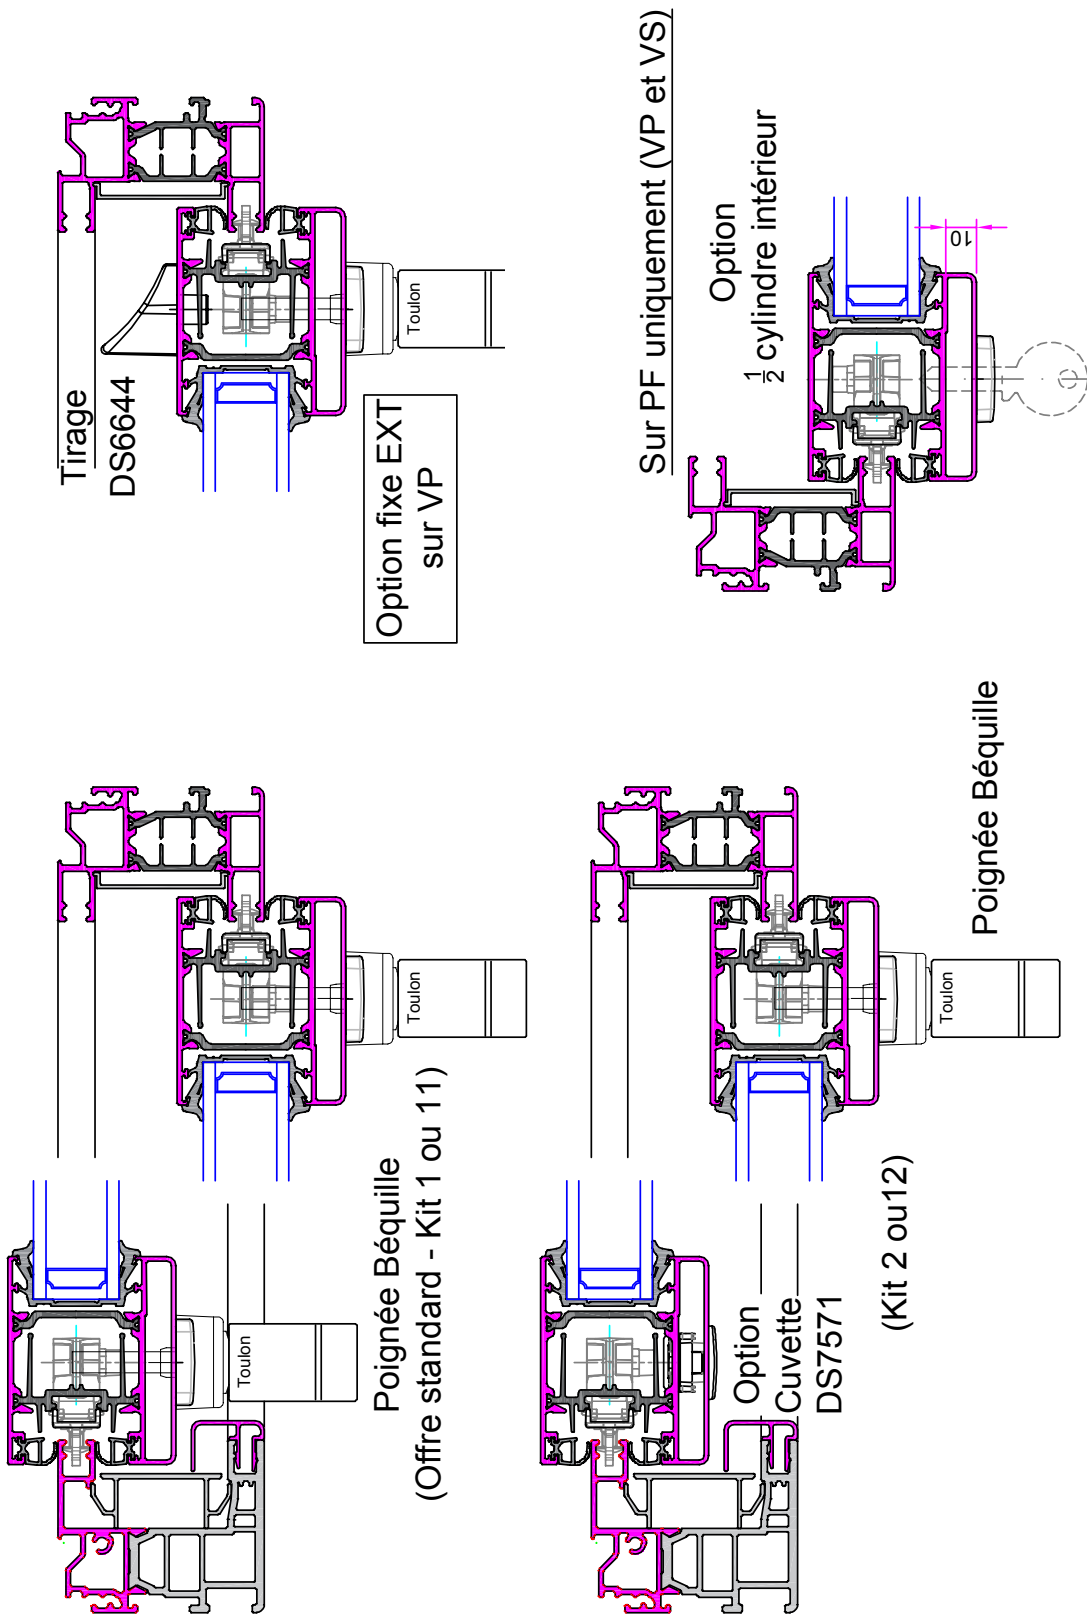 Poignée Béquille
(Offre standard - Kit 1 ou 11)
Toulon
Toulon
Tirage
DS6644
Option fixe EXT
sur VP
Toulon
Option
Cuvette
DS7571
(Kit 2 ou12)
Toulon
Poignée Béquille
Sur PF uniquement (VP et VS)
Option
1/2 cylindre intérieur
10